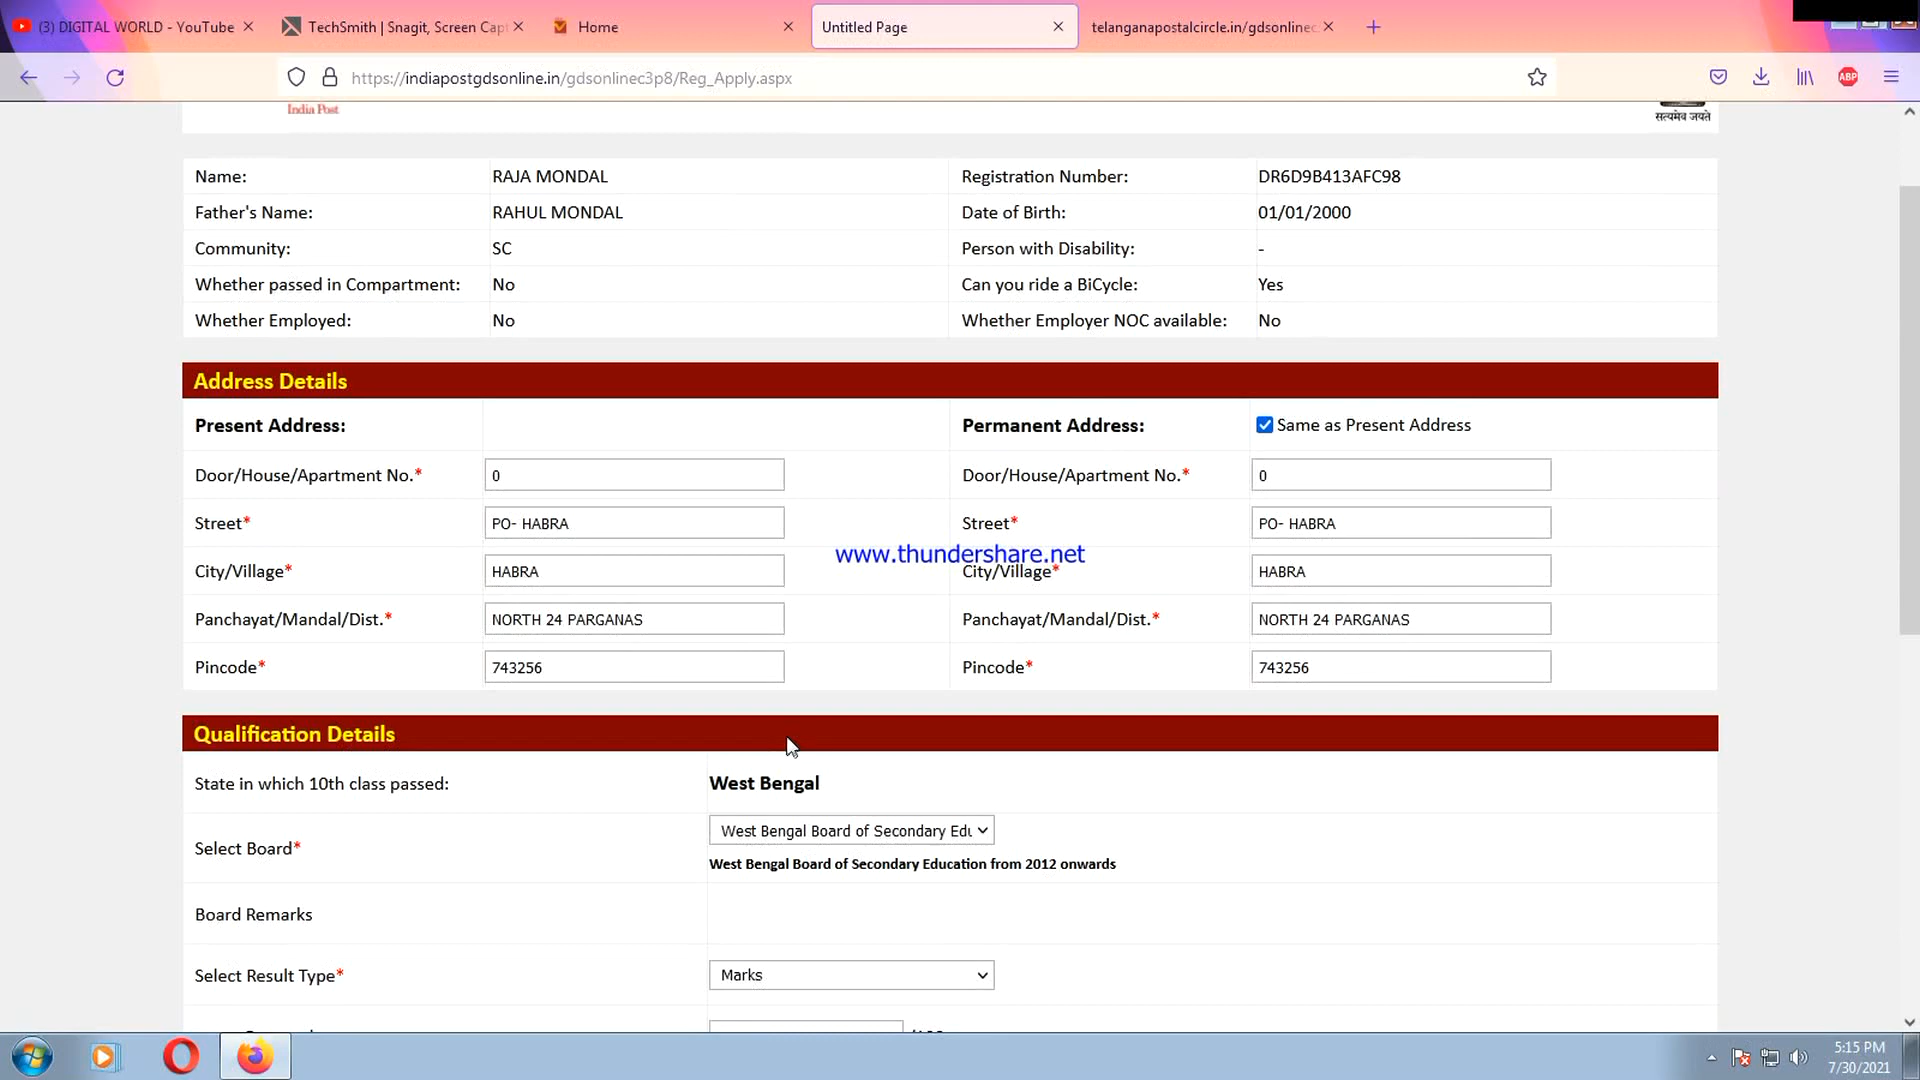 (3) DIGITAL WORLD - YouTube
TechSmith | Snagit, Screen Capt
Home
Untitled Page
telanganapostalcircle.in/gdsonlinec
https://indiapostgdsonline.in/gdsonlinec3p8/Reg_Apply.aspx
ABP
India Post
सत्यमेव जयते
Name: RAJA MONDAL Registration Number: DR6D9B413AFC98
Father's Name: RAHUL MONDAL Date of Birth: 01/01/2000
Community: SC Person with Disability: -
Whether passed in Compartment: No Can you ride a BiCycle: Yes
Whether Employed: No Whether Employer NOC available: No
Address Details
Present Address: Permanent Address: Same as Present Address
Door/House/Apartment No.* 0 Door/House/Apartment No.* 0
Street* PO- HABRA Street* PO- HABRA
www.thundershare.net
City/Village* HABRA City/Village* HABRA
Panchayat/Mandal/Dist.* NORTH 24 PARGANAS Panchayat/Mandal/Dist.* NORTH 24 PARGANAS
Pincode* 743256 Pincode* 743256
Qualification Details
State in which 10th class passed: West Bengal
West Bengal Board of Secondary Edu
Select Board*
West Bengal Board of Secondary Education from 2012 onwards
Board Remarks
Select Result Type* Marks
5:15 PM
7/30/2021